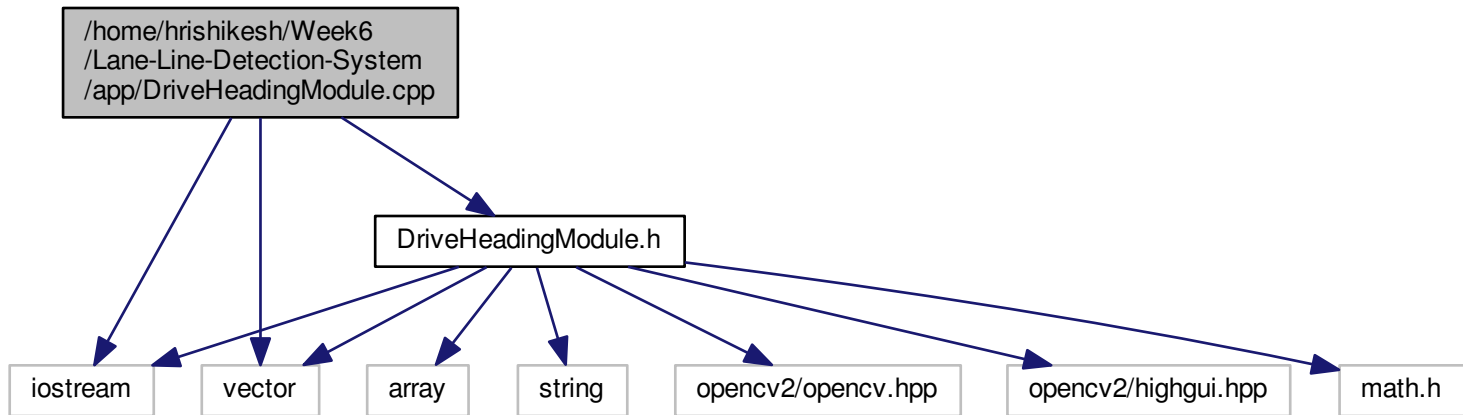 /home/hrishikesh/Week6
/Lane-Line-Detection-System
/app/DriveHeadingModule.cpp
DriveHeadingModule.h
iostream
vector
array
string
opencv2/opencv.hpp
opencv2/highgui.hpp
math.h